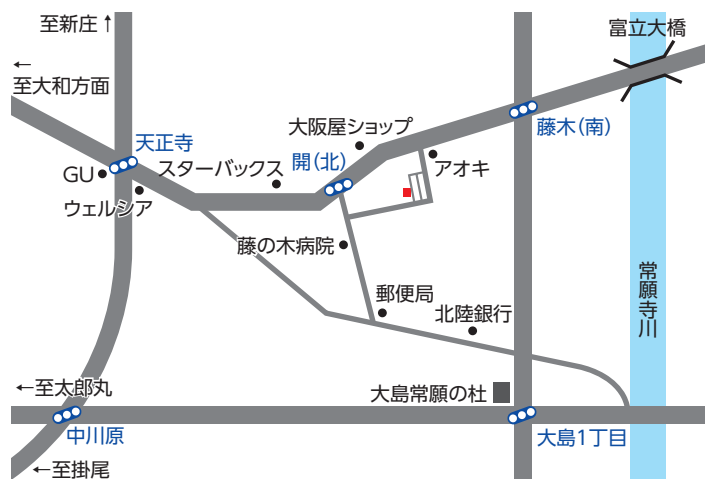 至新庄↑
富立大橋
←
至大和方面
大阪屋ショップ
藤木(南)
天正寺
開(北)
スターバックス
アオキ
GU
ウェルシア
藤の木病院
常願寺川
郵便局
北陸銀行
←至太郎丸
大島常願の杜
中川原
大島1丁目
←至掛尾